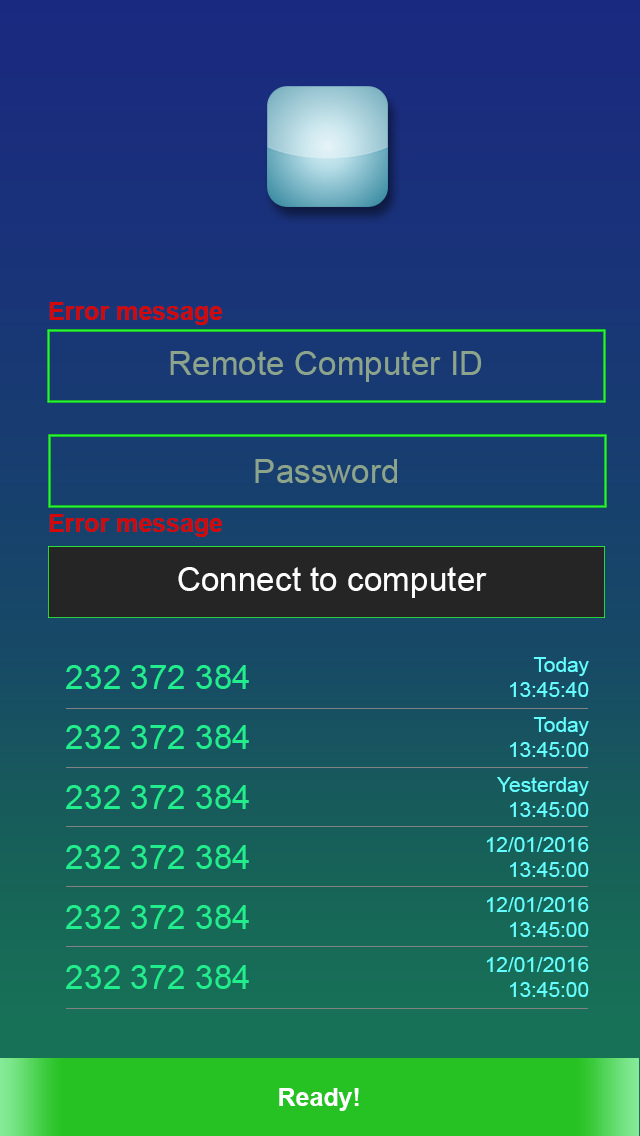 Error message
Remote Computer ID
Password
Error message
Connect to computer
232 372 384
Today
13:45:40
232 372 384
Today
13:45:00
232 372 384
Yesterday
13:45:00
232 372 384
12/01/2016
13:45:00
232 372 384
12/01/2016
13:45:00
232 372 384
12/01/2016
13:45:00
Ready!